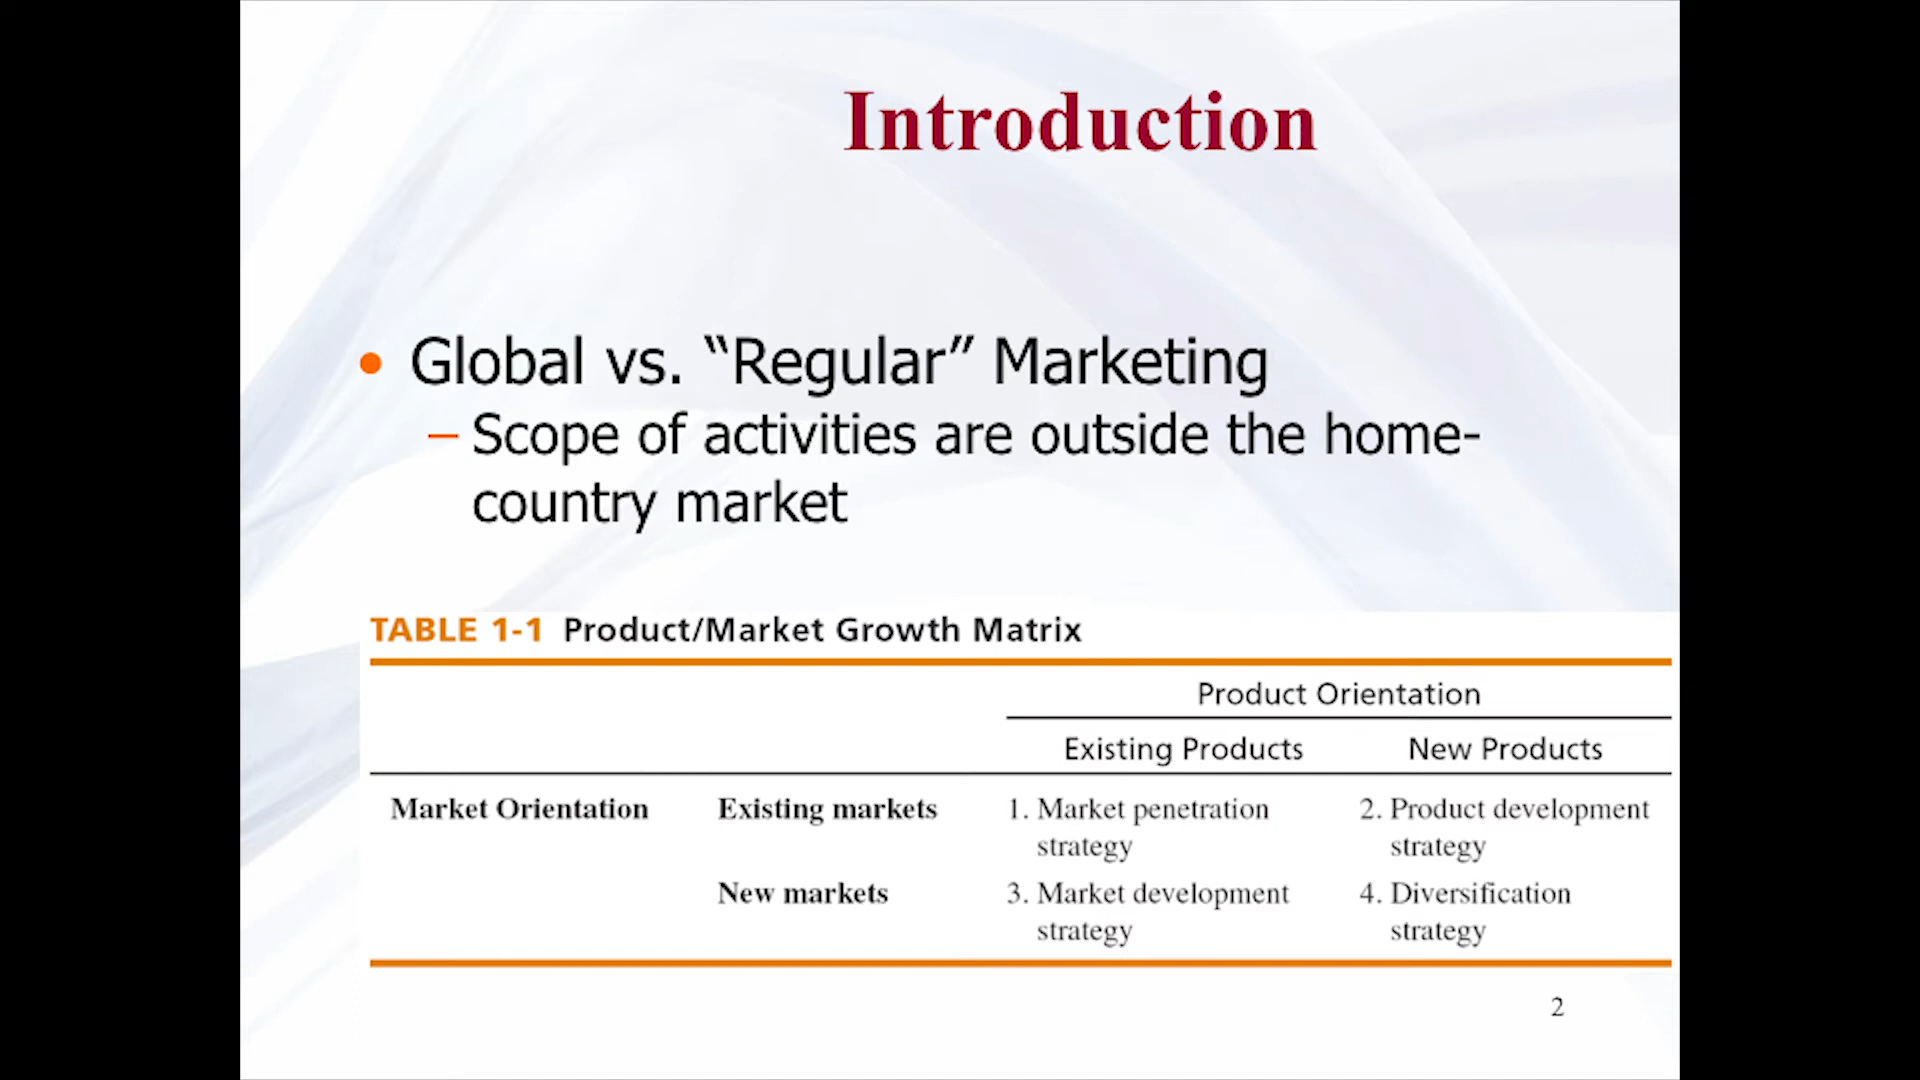 Introduction
• Global vs. “Regular” Marketing
– Scope of activities are outside the home-
country market
TABLE 1-1 Product/Market Growth Matrix
Product Orientation
Existing Products New Products
Market Orientation Existing markets 1. Market penetration 2. Product development
strategy strategy
New markets 3. Market development 4. Diversification
strategy strategy
2